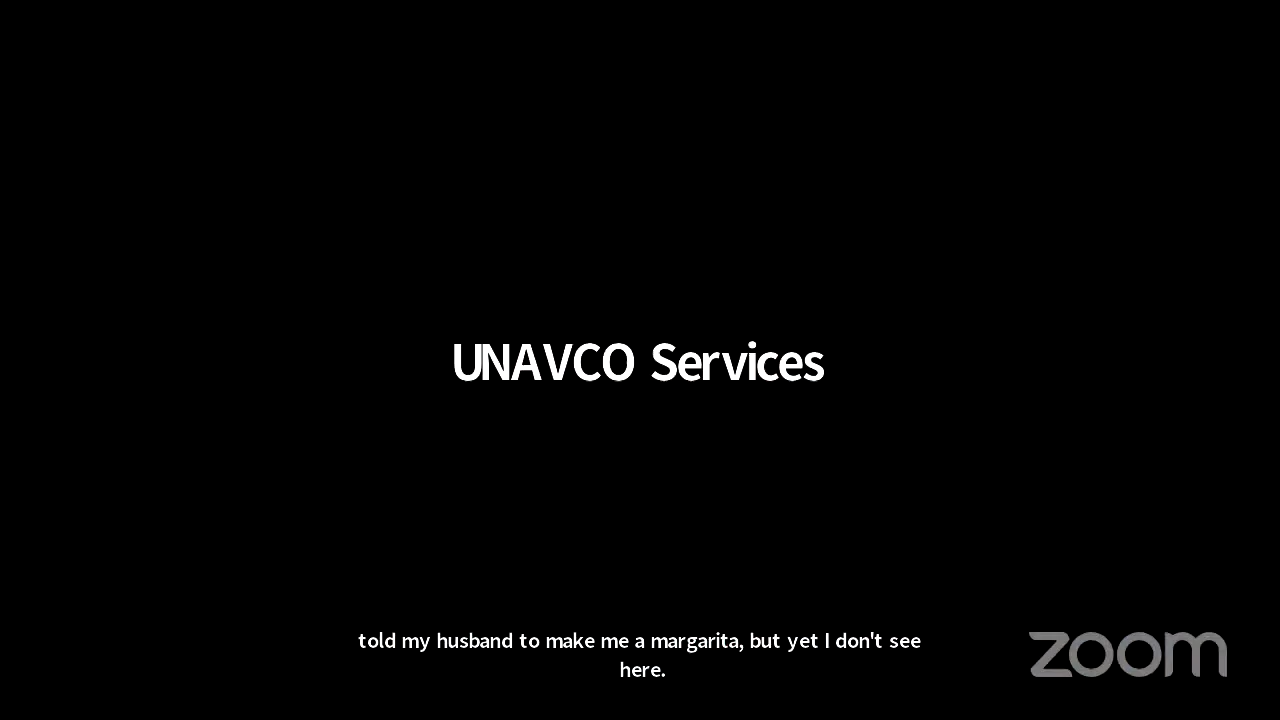 UNAVCO Services
told my husband to make me a margarita, but yet I don't see
here.
zoom